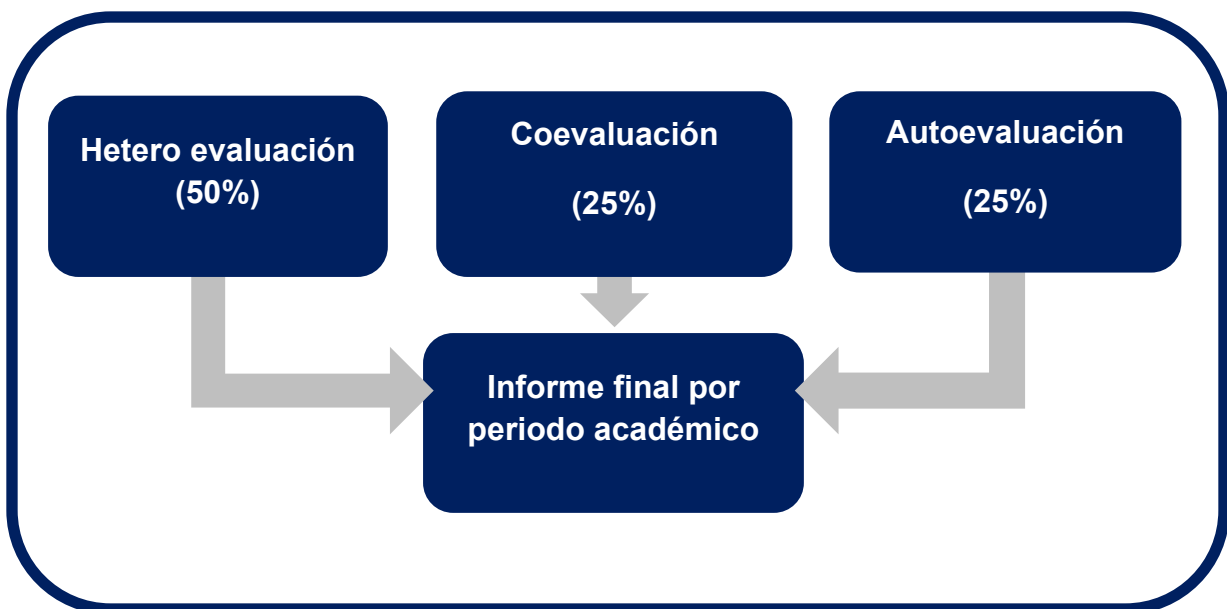 Hetero evaluación
(50%)
Coevaluación
(25%)
Autoevaluación
(25%)
Informe final por
periodo académico